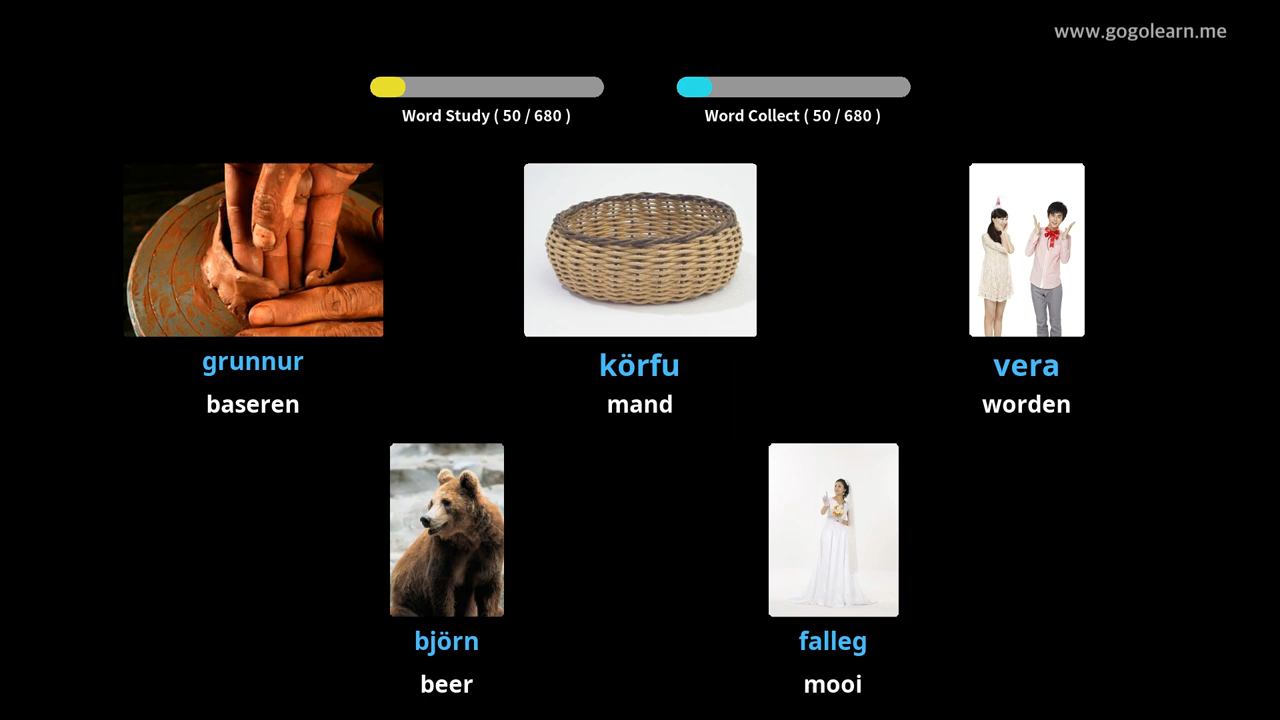 www.gogolearn.me
Word Study ( 50 / 680 )
Word Collect ( 50 / 680 )
grunnur
baseren
körfu
mand
vera
worden
björn
beer
falleg
mooi